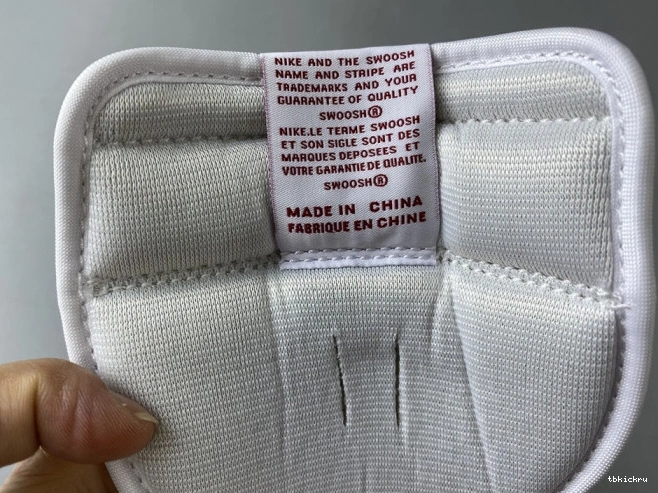 NIKE AND THE SWOOSH
NAME AND STRIPE ARE
TRADEMARKS AND YOUR
GUARANTEE OF QUALITY
SWOOSH®
NIKE.LE TERME SWOOSH
ET SON SIGLE SONT DES
MARQUES DEPOSEES ET
VOTRE GARANTIE DE QUALITE.
SWOOSH®
MADE IN CHINA
FABRIQUE EN CHINE
tbkickru